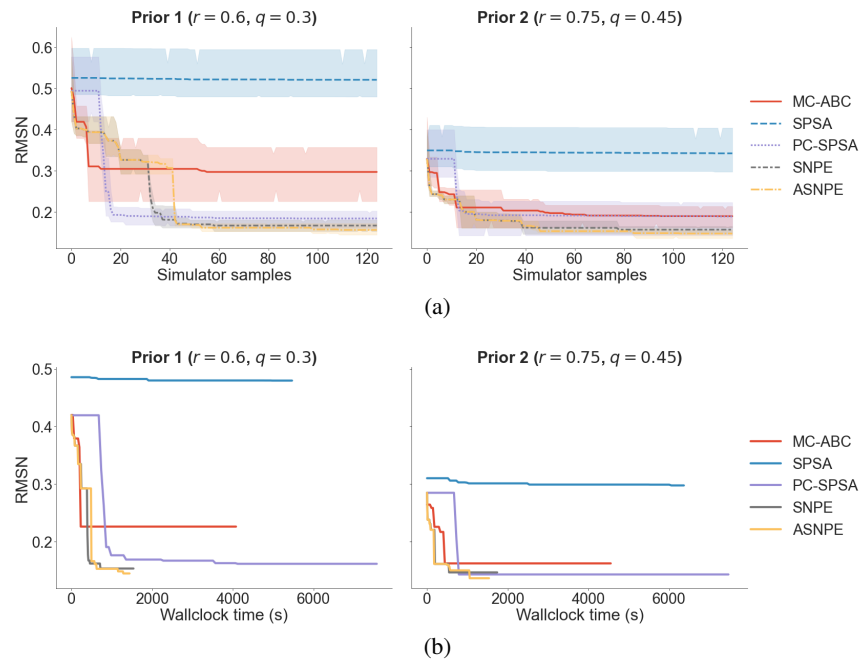 Prior 1 (r = 0.6, q = 0.3)
Prior 2 (r = 0.75, q = 0.45)
RMSN
0.6
0.5
0.4
0.3
0.2
0 20 40 60 80 100 120
0 20 40 60 80 100 120
Simulator samples
Simulator samples
MC-ABC
SPSA
PC-SPSA
SNPE
ASNPE
(a)
Prior 1 (r = 0.6, q = 0.3)
Prior 2 (r = 0.75, q = 0.45)
RMSN
0.5
0.4
0.3
0.2
0 2000 4000 6000
0 2000 4000 6000
Wallclock time (s)
Wallclock time (s)
MC-ABC
SPSA
PC-SPSA
SNPE
ASNPE
(b)